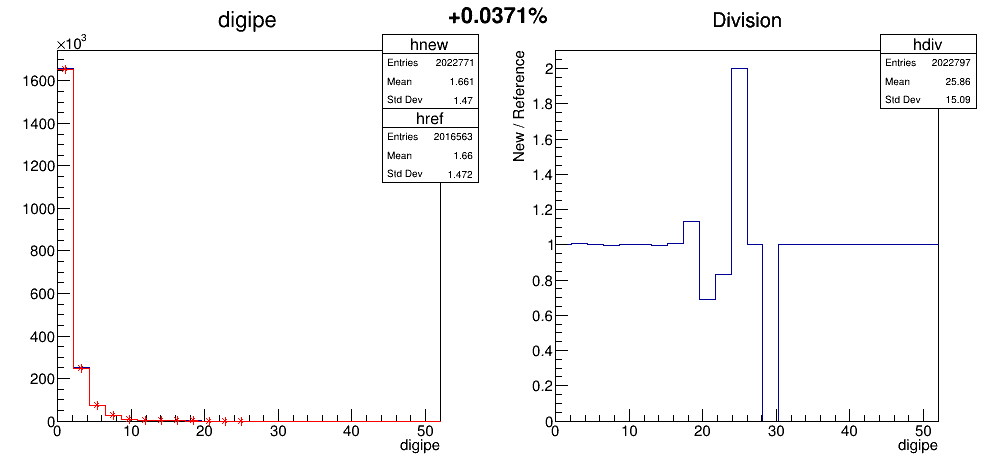 +0.0371%
digipe
×10³
1600
1400
1200
1000
800
600
400
200
0
0 10 20 30 40 50
digipe
hnew
Entries 2022771
Mean 1.661
Std Dev 1.47
href
Entries 2016563
Mean 1.66
Std Dev 1.472
Division
New / Reference
2
1.8
1.6
1.4
1.2
1
0.8
0.6
0.4
0.2
0
0 10 20 30 40 50
digipe
hdiv
Entries 2022797
Mean 25.86
Std Dev 15.09